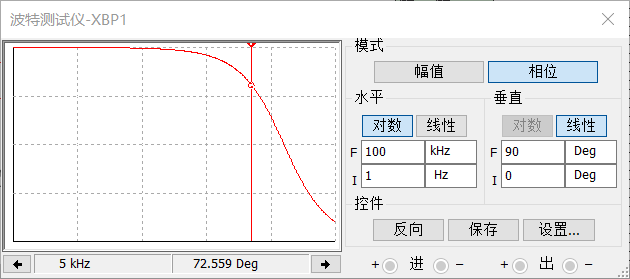 波特测试仪-XBP1
模式
幅值 相位
水平 垂直
对数 线性 对数 线性
F 100 kHz F 90 Deg
I 1 Hz I 0 Deg
控件
反向 保存 设置...
5 kHz 72.559 Deg + 进 − + 出 −